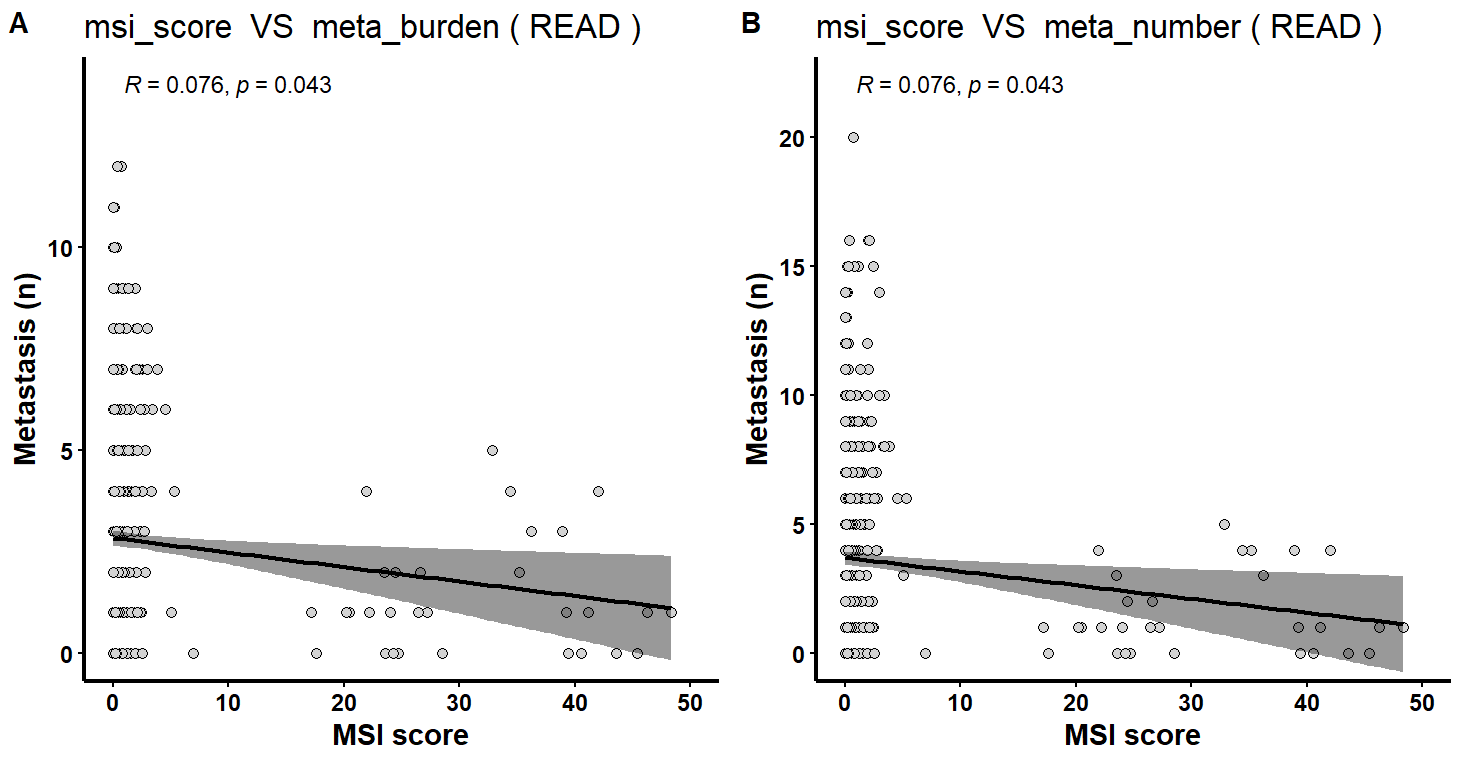 A
msi_score VS meta_burden ( READ )
R = 0.076, p = 0.043
Metastasis (n)
10
5
0
0 10 20 30 40 50
MSI score
B
msi_score VS meta_number ( READ )
R = 0.076, p = 0.043
Metastasis (n)
20
15
10
5
0
0 10 20 30 40 50
MSI score